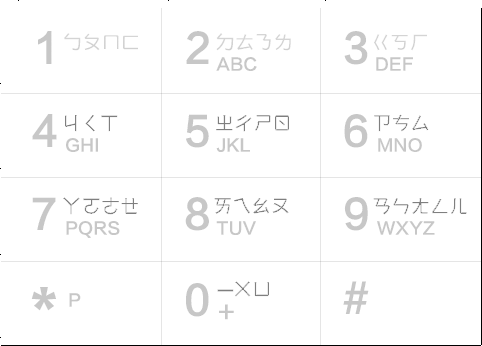 1 ㄅㄆㄇㄈ
2 ㄉㄊㄋㄌ
ABC
3 ㄍㄎㄏ
DEF
4 ㄐㄑㄒ
GHI
5 ㄓㄔㄕㄖ
JKL
6 ㄗㄘㄙ
MNO
7 ㄚㄛㄜㄝ
PQRS
8 ㄞㄟㄠㄡ
TUV
9 ㄢㄣㄤㄥㄦ
WXYZ
* P
0 ㄧㄨㄩ
+
#